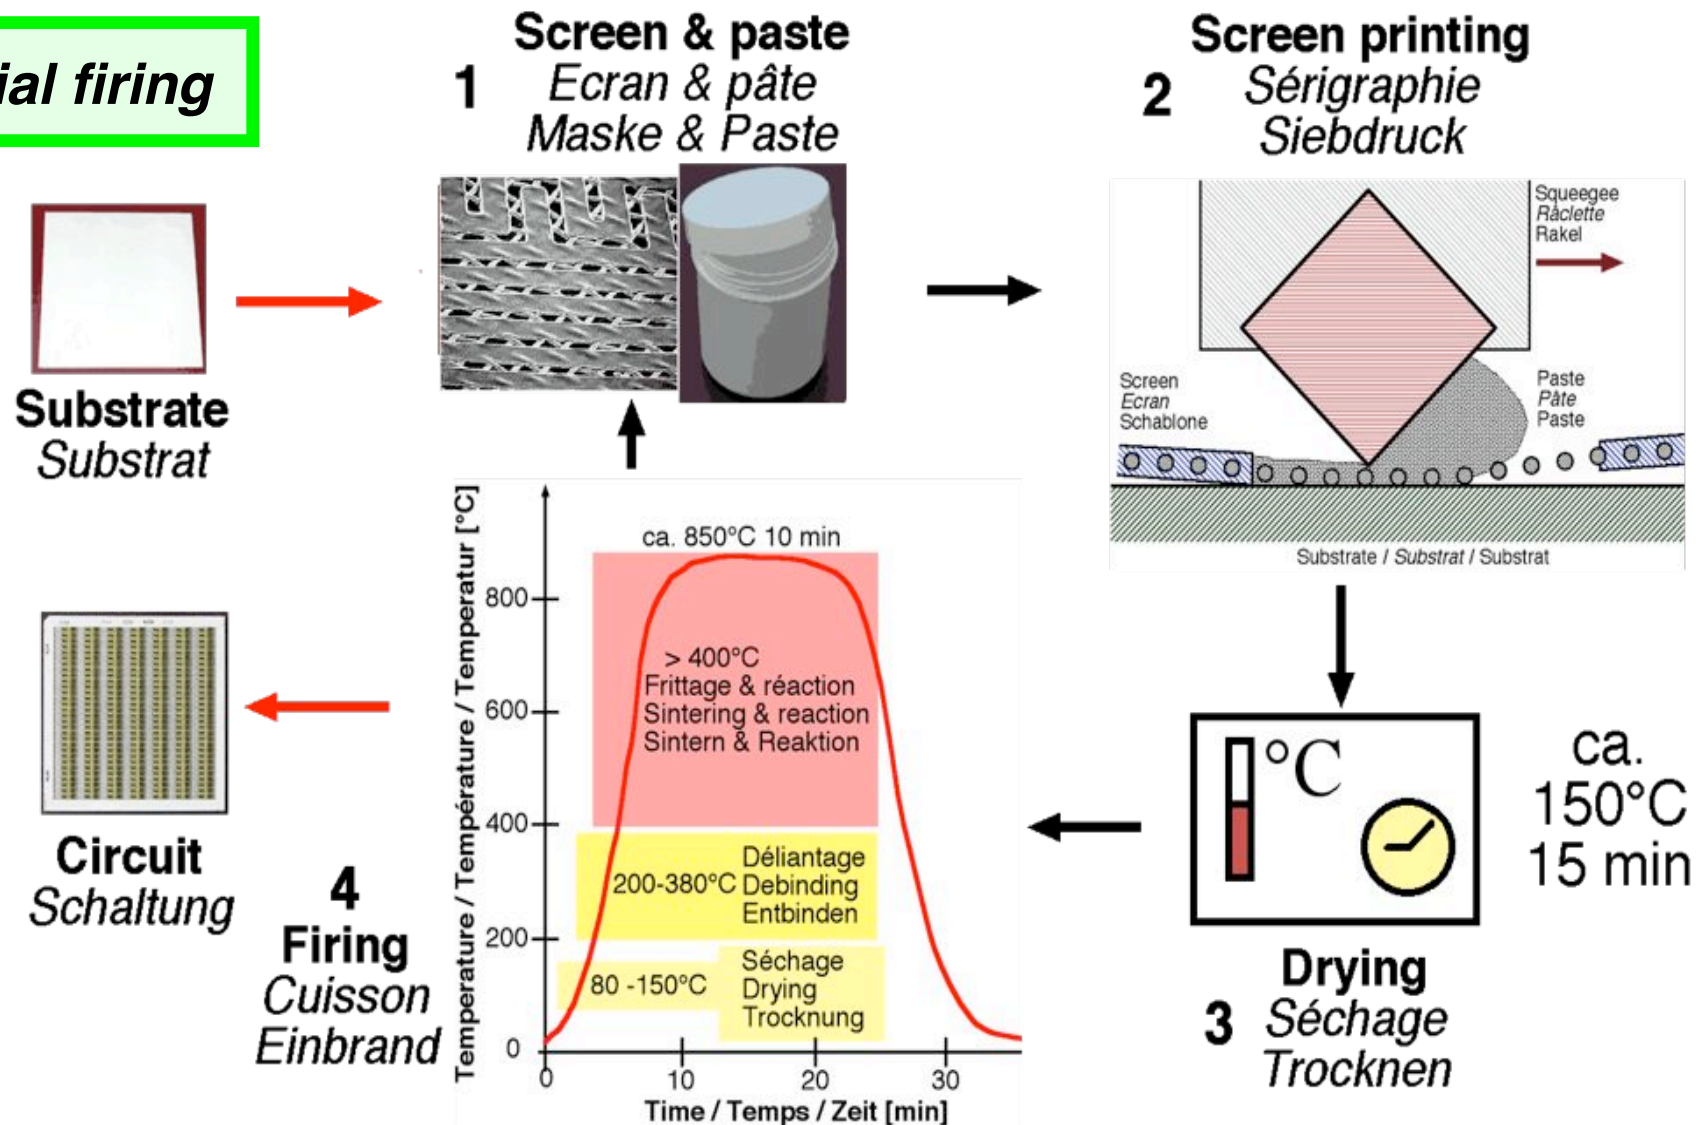 ial firing
1
Screen & paste
Ecran & pâte
Maske & Paste
2
Screen printing
Sérigraphie
Siebdruck
Substrate
Substrat
Squeegee
Râclette
Rakel
Screen
Ecran
Schablone
Paste
Pâte
Paste
Substrate / Substrat / Substrat
°C
ca.
150°C
15 min
3
Drying
Séchage
Trocknen
Temperature / Température / Temperatur [°C]
ca. 850°C 10 min
800
600
400
200
0
> 400°C
Frittage & réaction
Sintering & reaction
Sintern & Reaktion
200-380°C
Déliantage
Debinding
Entbinden
80 -150°C
Séchage
Drying
Trocknung
0 10 20 30
Time / Temps / Zeit [min]
4
Firing
Cuisson
Einbrand
Circuit
Schaltung